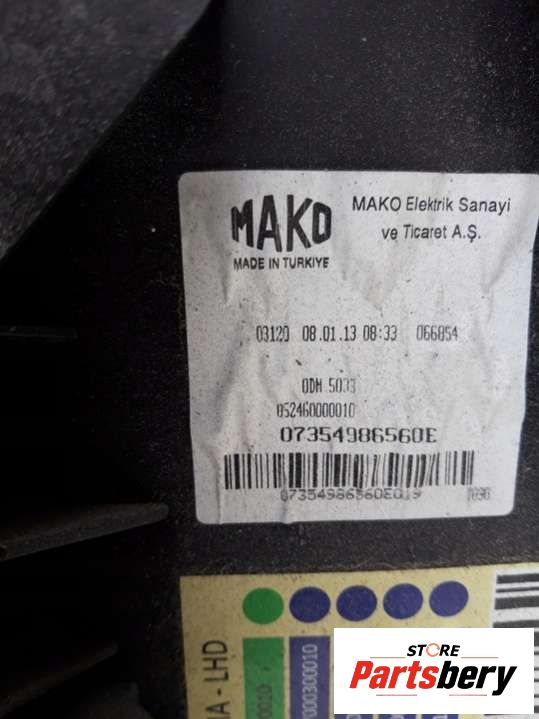 MAKO
MADE IN TURKIYE
MAKO Elektrik Sanayi
ve Ticaret A.Ş.
03120 08.01.13 08:33 066854
ODM 5033
052460000010
07354986560E
07354986560E019
A - LHD
000300010
STORE
Partsbery